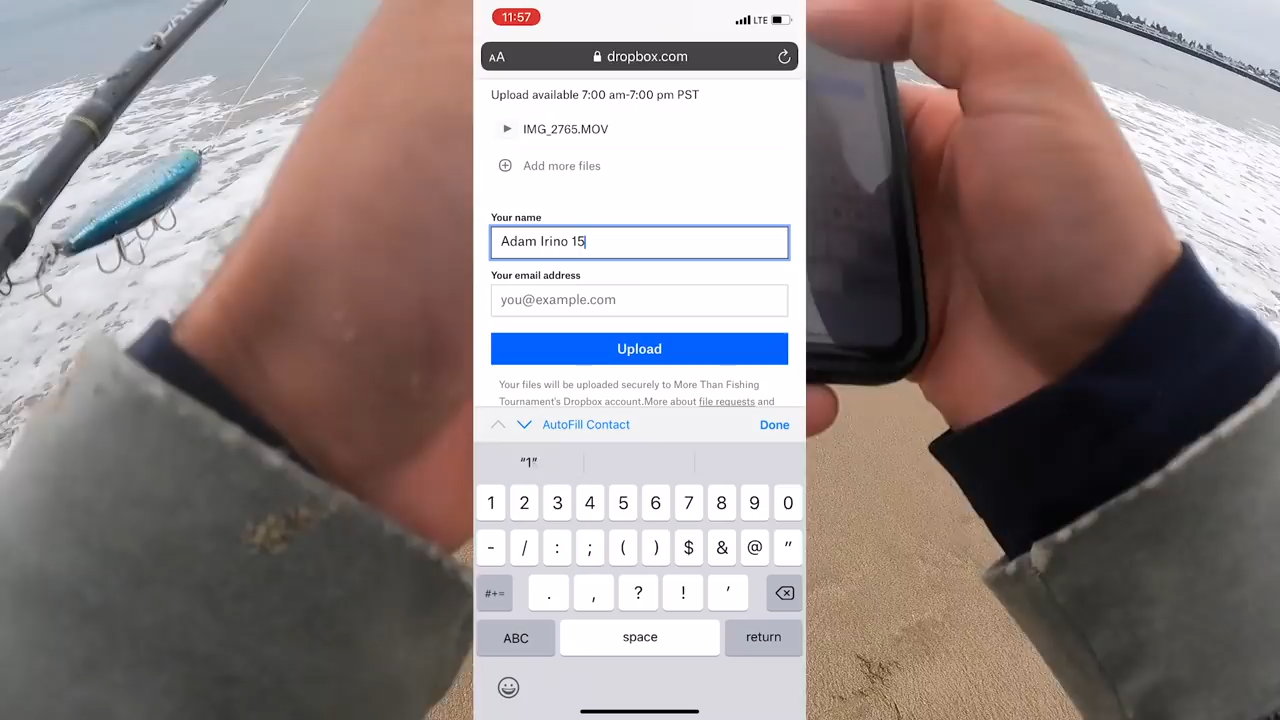 11:57
LTE
AA
dropbox.com
Upload available 7:00 am-7:00 pm PST
IMG_2765.MOV
Add more files
Your name
Adam Irino 15
Your email address
you@example.com
Upload
Your files will be uploaded securely to More Than Fishing
Tournament's Dropbox account.More about file requests and
AutoFill Contact
Done
"1"
1 2 3 4 5 6 7 8 9 0
- / : ; ( ) $ & @ "
#+= . , ? ! '
ABC space return